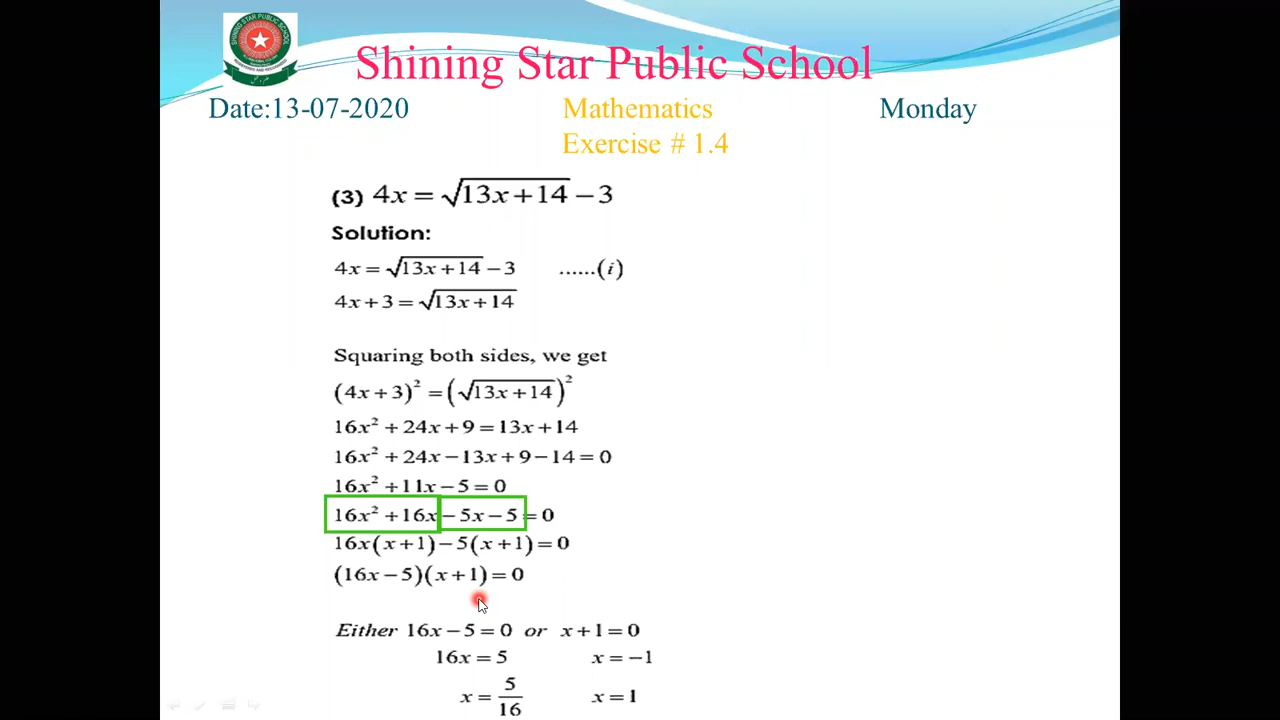 SHINING STAR PUBLIC SCHOOL
Shining Star Public School
Date:13-07-2020 Mathematics Monday
Exercise # 1.4
(3) 4x = √(13x+14) − 3
Solution:
4x = √(13x+14) − 3 ......(i)
4x + 3 = √(13x+14)
Squaring both sides, we get
(4x+3)² = (√(13x+14))²
16x² + 24x + 9 = 13x + 14
16x² + 24x − 13x + 9 − 14 = 0
16x² + 11x − 5 = 0
16x² + 16x − 5x − 5 = 0
16x(x+1) − 5(x+1) = 0
(16x − 5)(x+1) = 0
Either 16x − 5 = 0 or x + 1 = 0
16x = 5 x = −1
x = 5/16 x = 1